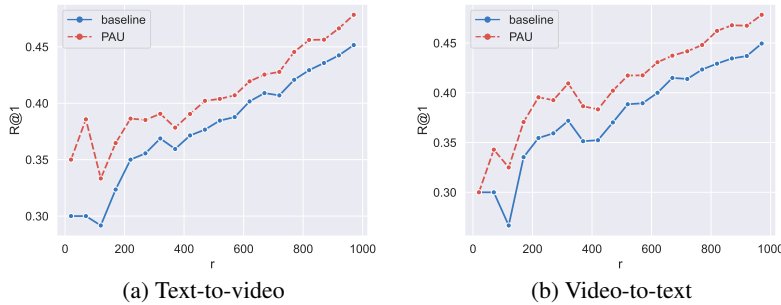 baseline
PAU
0.45
0.40
0.35
0.30
R@1
0 200 400 600 800 1000
r
(a) Text-to-video
baseline
PAU
0.45
0.40
0.35
0.30
R@1
0 200 400 600 800 1000
r
(b) Video-to-text